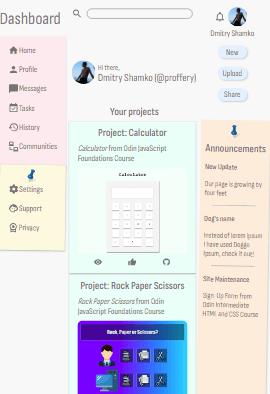 Dashboard
Dmitry Shamko
New
Upload
Share
Home
Profile
Messages
Tasks
History
Communities
Settings
Support
Privacy
Hi there,
Dmitry Shamko (@proffery)
Your projects
Project: Calculator
Calculator from Odin JavaScript
Foundations Course
Calculator
Project: Rock Paper Scissors
Rock Paper Scissors from Odin
JavaScript Foundations Course
Rock, Paper or Scissors?
Announcements
New Update
Our page is growing by
four feet
Dog's name
Instead of lorem ipsum
I have used Doggo
Ipsum, check it out!
Site Maintenance
Sign-Up Form from
Odin Intermediate
HTML and CSS Course